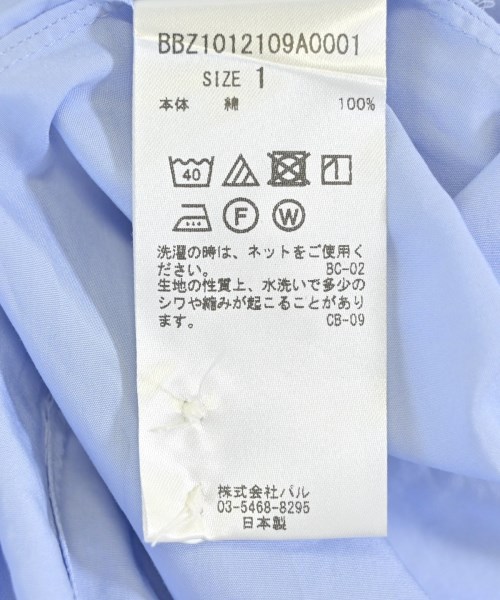 BBZ1012109A0001
SIZE 1
本体 綿 100%
40
F W
洗濯の時は、ネットをご使用く
ださい。 BC-02
生地の性質上、水洗いで多少の
シワや縮みが起こることがあり
ます。 CB-09
株式会社パル
03-5468-8295
日本製